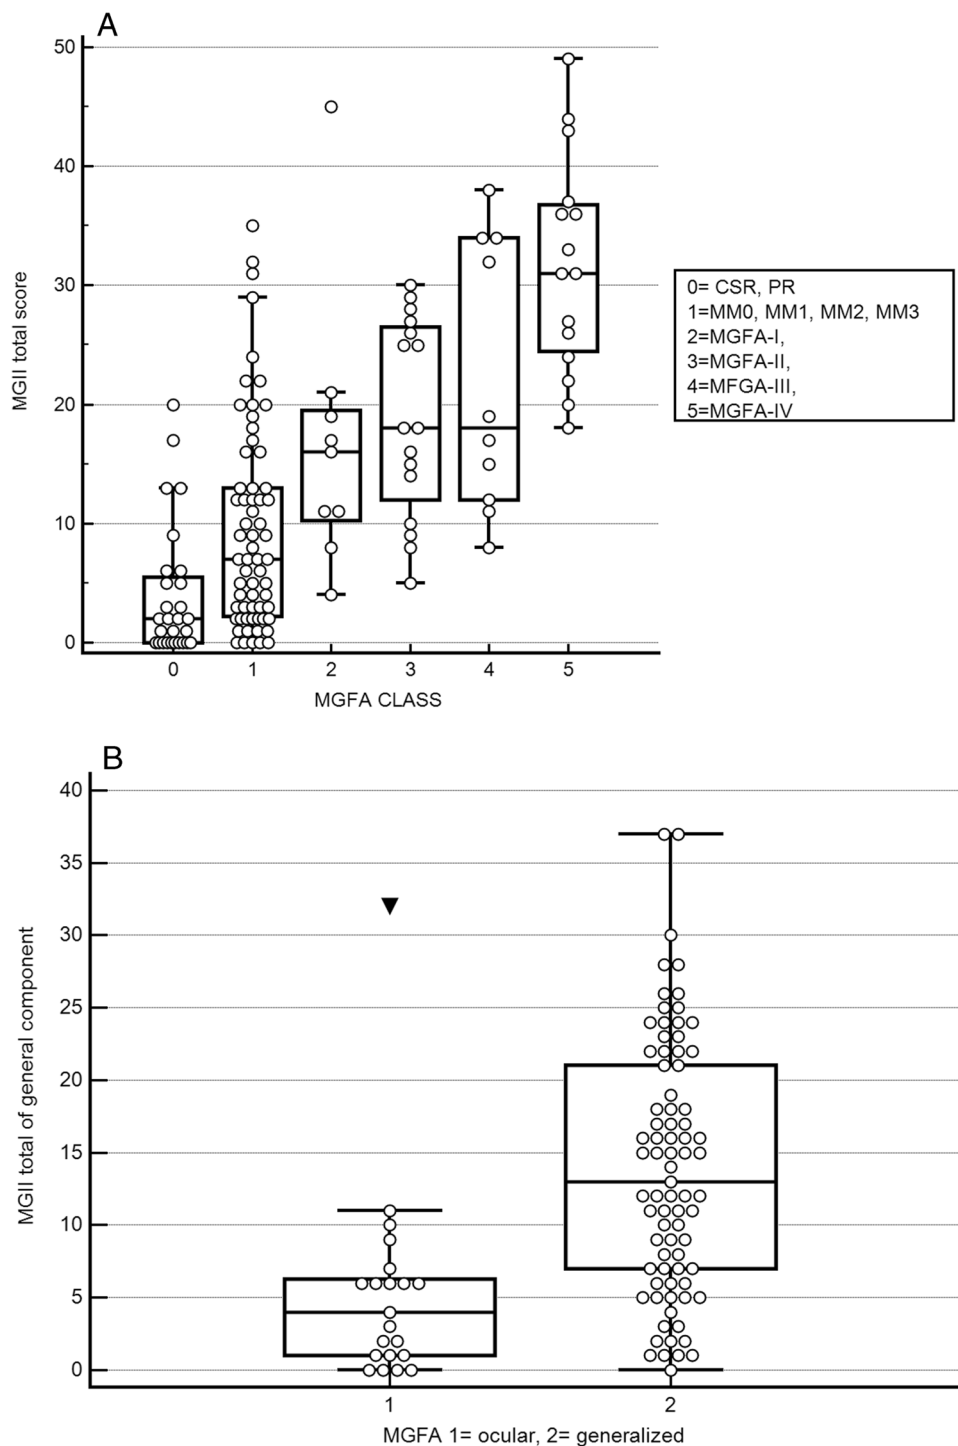 A
50
40
30
20
10
0
MGII total score
0 1 2 3 4 5
MGFA CLASS
0= CSR, PR
1=MM0, MM1, MM2, MM3
2=MGFA-I,
3=MGFA-II,
4=MFGA-III,
5=MGFA-IV
B
40
35
30
25
20
15
10
5
0
MGII total of general component
1 2
MGFA 1= ocular, 2= generalized